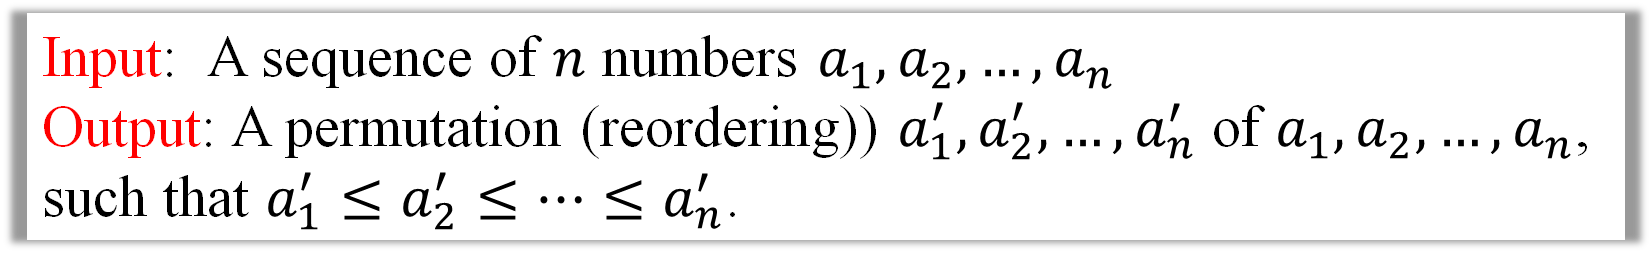 Input: A sequence of n numbers a₁, a₂, … , aₙ
Output: A permutation (reordering)) a′₁, a′₂, … , a′ₙ of a₁, a₂, … , aₙ,
such that a′₁ ≤ a′₂ ≤ ⋯ ≤ a′ₙ.